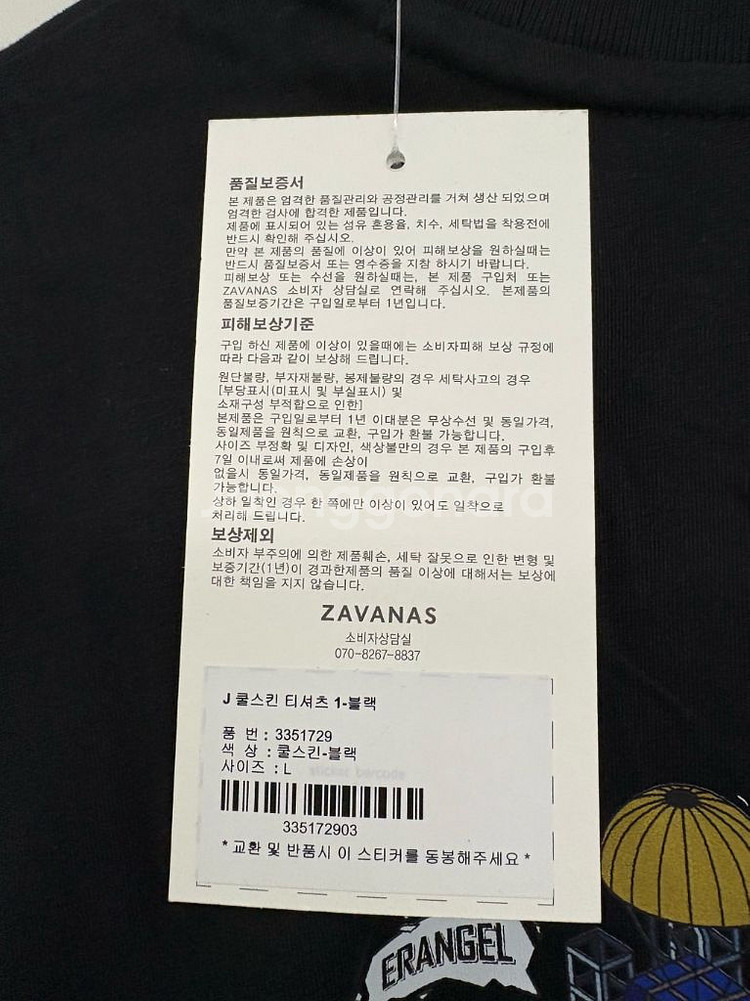 품질보증서
본 제품은 엄격한 품질관리와 공정관리를 거쳐 생산 되었으며
엄격한 검사에 합격한 제품입니다.
제품에 표시되어 있는 섬유 혼용율, 치수, 세탁법을 착용전에
반드시 확인해 주십시오.
만약 본 제품의 품질에 이상이 있어 피해보상을 원하실때는
반드시 품질보증서 또는 영수증을 지참 하시기 바랍니다.
피해보상 또는 수선을 원하실때는, 본 제품 구입처 또는
ZAVANAS 소비자 상담실로 연락해 주십시오. 본제품의
품질보증기간은 구입일로부터 1년입니다.
피해보상기준
구입 하신 제품에 이상이 있을때에는 소비자피해 보상 규정에
따라 다음과 같이 보상해 드립니다.
원단불량, 부자재불량, 봉제불량의 경우 세탁사고의 경우
[부당표시(미표시 및 부실표시) 및
소재구성 부적합으로 인한]
본제품은 구입일로부터 1년 이내분은 무상수선 및 동일가격,
동일제품을 원칙으로 교환, 구입가 환불 가능합니다.
사이즈 부정확 및 디자인, 색상불만의 경우 본 제품의 구입후
7일 이내로써 제품에 손상이
없을시 동일가격, 동일제품을 원칙으로 교환, 구입가 환불
가능합니다.
상하 일착인 경우 한 쪽에만 이상이 있어도 일착으로
처리해 드립니다.
보상제외
소비자 부주의에 의한 제품훼손, 세탁 잘못으로 인한 변형 및
보증기간(1년)이 경과한제품의 품질 이상에 대해서는 보상에
대한 책임을 지지 않습니다.
ZAVANAS
소비자상담실
070-8267-8837
J 쿨스킨 티셔츠 1-블랙
품 번 : 3351729
색 상 : 쿨스킨-블랙
사이즈 : L
335172903
* 교환 및 반품시 이 스티커를 동봉해주세요 *
ERANGEL